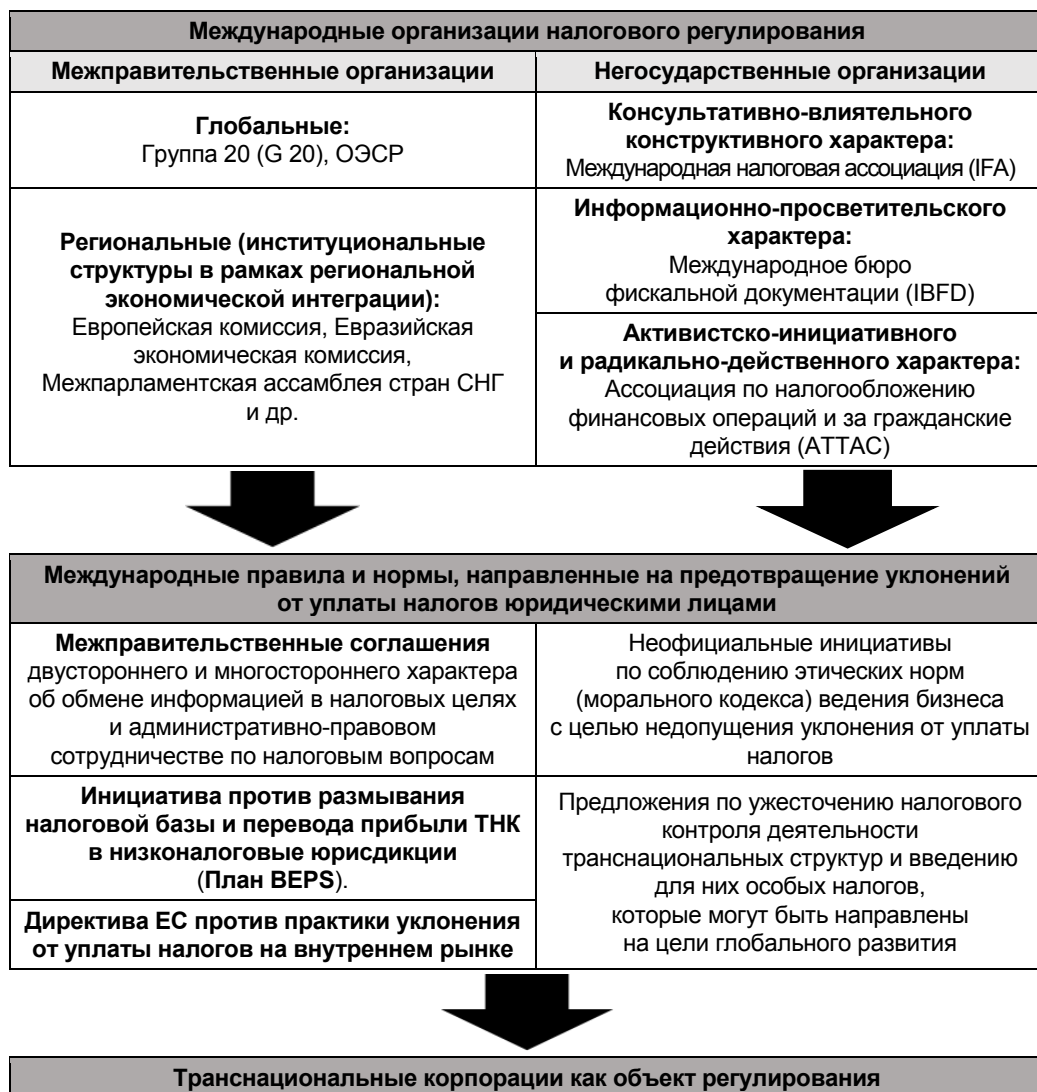 Международные организации налогового регулирования
Межправительственные организации
Негосударственные организации
Глобальные:
Группа 20 (G 20), ОЭСР
Региональные (институциональные
структуры в рамках региональной
экономической интеграции):
Европейская комиссия, Евразийская
экономическая комиссия,
Межпарламентская ассамблея стран СНГ
и др.
Консультативно-влиятельного
конструктивного характера:
Международная налоговая ассоциация (IFA)
Информационно-просветительского
характера:
Международное бюро
фискальной документации (IBFD)
Активистско-инициативного
и радикально-действенного характера:
Ассоциация по налогообложению
финансовых операций и за гражданские
действия (АТТАС)
Международные правила и нормы, направленные на предотвращение уклонений
от уплаты налогов юридическими лицами
Межправительственные соглашения
двустороннего и многостороннего характера
об обмене информацией в налоговых целях
и административно-правовом
сотрудничестве по налоговым вопросам
Инициатива против размывания
налоговой базы и перевода прибыли ТНК
в низконалоговые юрисдикции
(План BEPS).
Директива ЕС против практики уклонения
от уплаты налогов на внутреннем рынке
Неофициальные инициативы
по соблюдению этических норм
(морального кодекса) ведения бизнеса
с целью недопущения уклонения от уплаты
налогов
Предложения по ужесточению налогового
контроля деятельности
транснациональных структур и введению
для них особых налогов,
которые могут быть направлены
на цели глобального развития
Транснациональные корпорации как объект регулирования